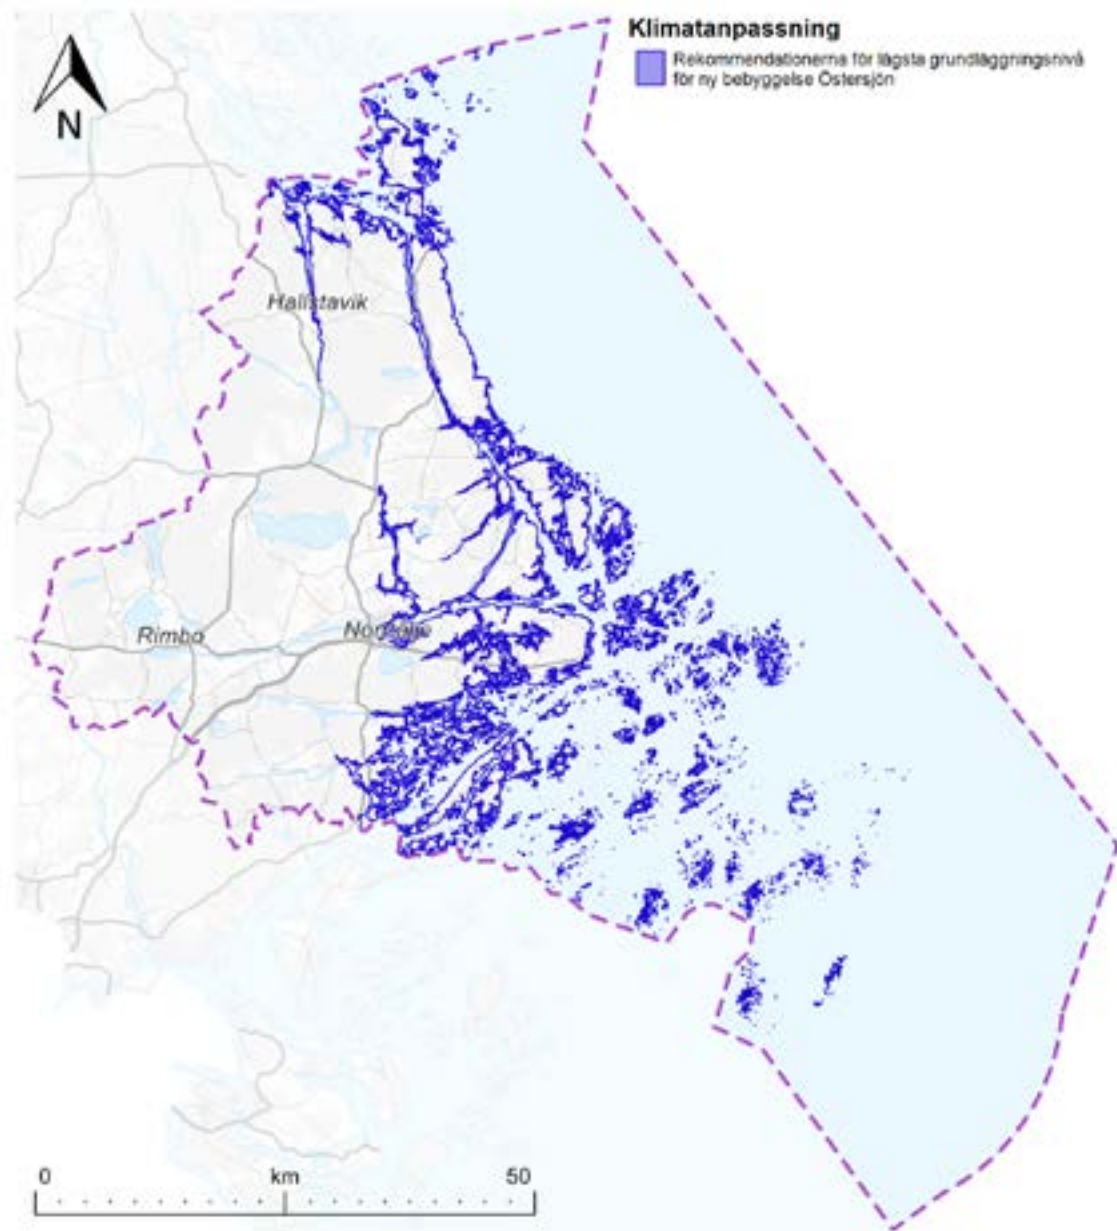 Klimatanpassning
Rekommendationerna för lägsta grundläggningsnivå
för ny bebyggelse Östersjön
N
Hallstavik
Rimbo
Norrtälje
0 km 50